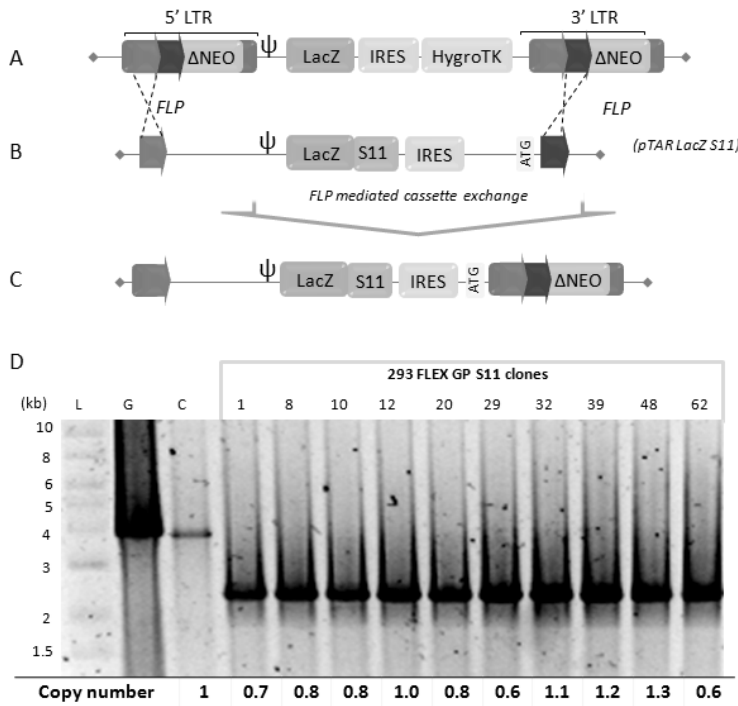 5' LTR 3' LTR
A ΔNEO ψ LacZ IRES HygroTK ΔNEO
FLP FLP
B ψ LacZ S11 IRES ATG (pTAR LacZ S11)
FLP mediated cassette exchange
C ψ LacZ S11 IRES ATG ΔNEO
D
293 FLEX GP S11 clones
(kb) L G C 1 8 10 12 20 29 32 39 48 62
10
8
6
5
4
3
2
1.5
Copy number 1 0.7 0.8 0.8 1.0 0.8 0.6 1.1 1.2 1.3 0.6